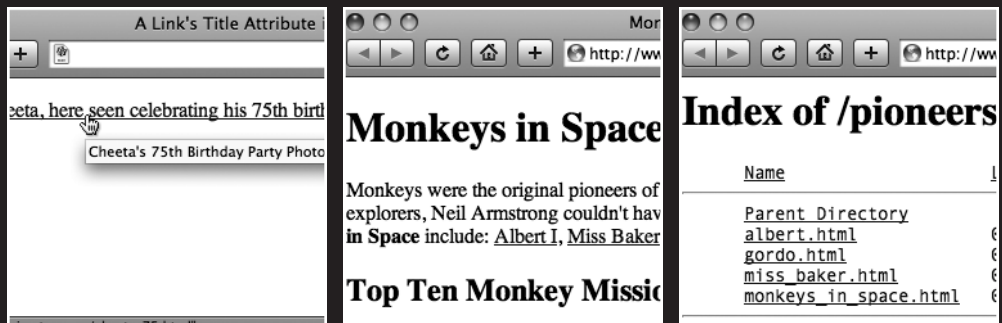 A Link's Title Attribute i
eeta, here seen celebrating his 75th birt
Cheeta's 75th Birthday Party Photo
Mon
http://ww
Monkeys in Space
Monkeys were the original pioneers of
explorers, Neil Armstrong couldn't hav
in Space include: Albert I, Miss Baker
Top Ten Monkey Missio
http://ww
Index of /pioneers
Name
Parent Directory
albert.html
gordo.html
miss_baker.html
monkeys_in_space.html